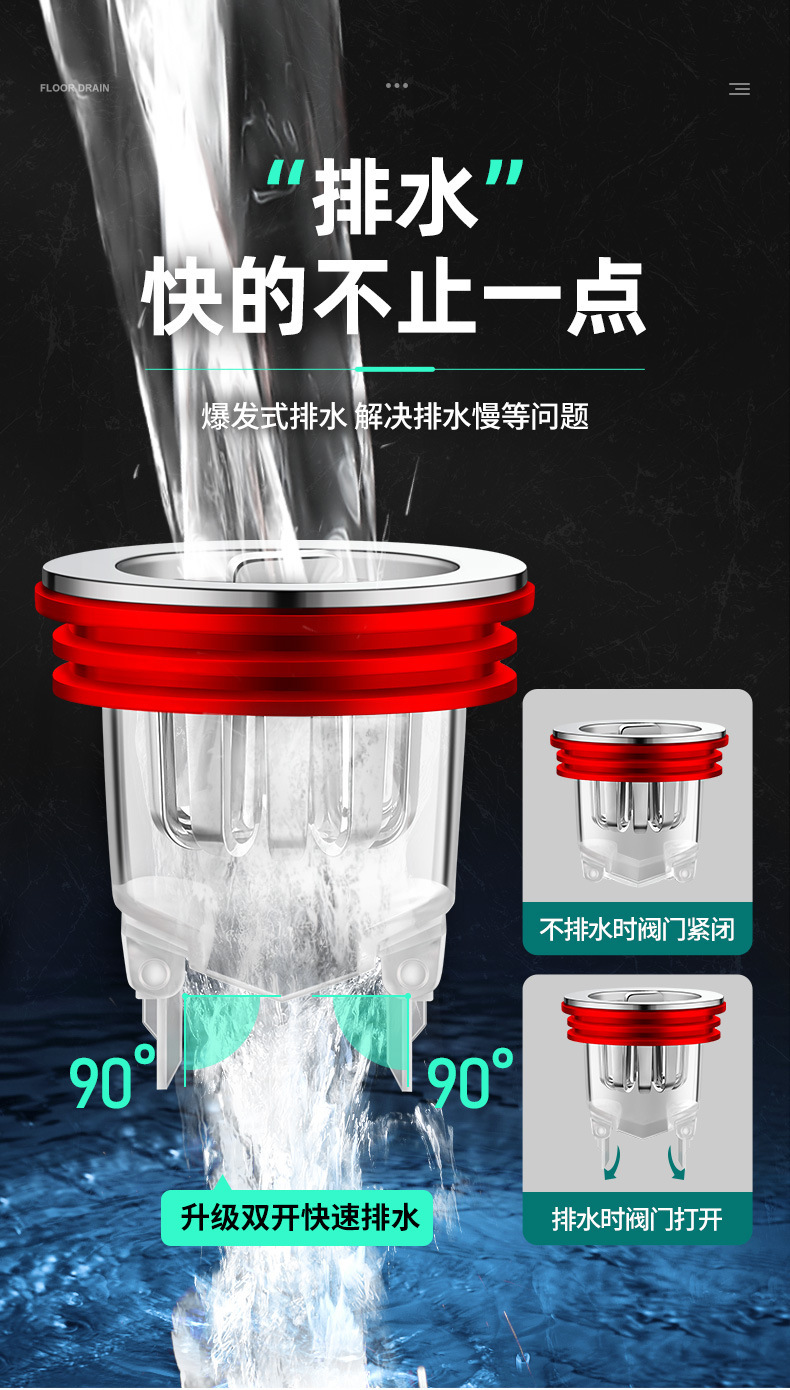 FLOOR DRAIN
“排水”
快的不止一点
爆发式排水 解决排水慢等问题
不排水时阀门紧闭
90°
90°
升级双开快速排水
排水时阀门打开